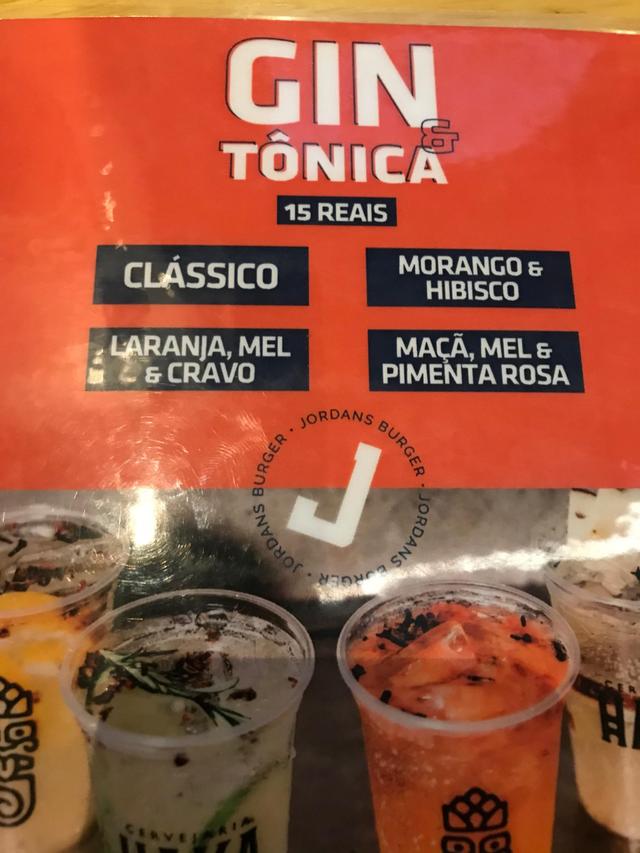 GIN
&
TÔNICA
15 REAIS
CLÁSSICO
MORANGO &
HIBISCO
LARANJA, MEL
& CRAVO
MAÇÃ, MEL &
PIMENTA ROSA
JORDANS BURGER · JORDANS BURGER · JORDANS BURGER ·
J
CERVEJARIA